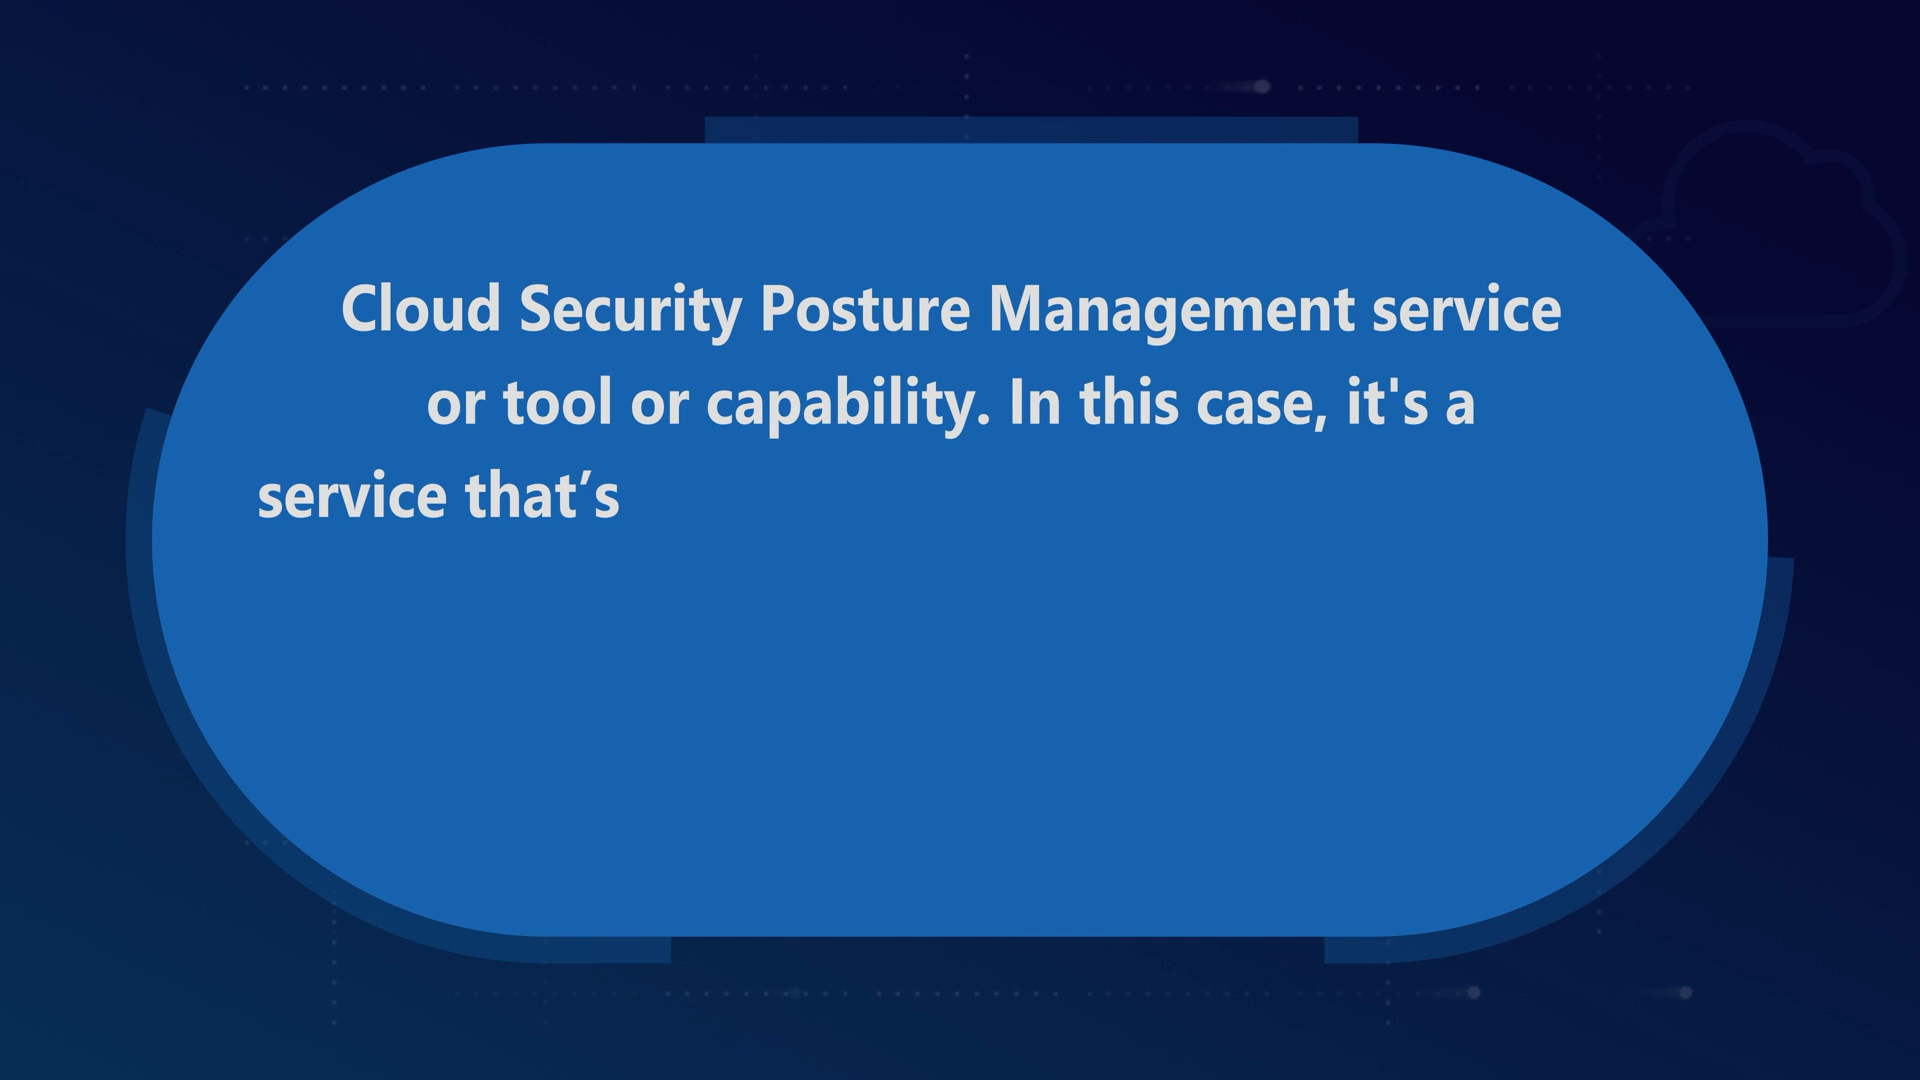 Cloud Security Posture Management service
or tool or capability. In this case, it's a
service that’s